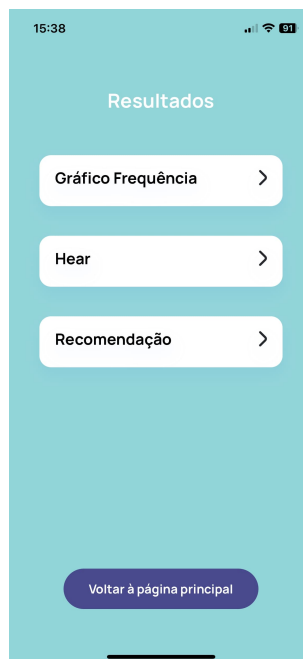 15:38
91
Resultados
Gráfico Frequência
Hear
Recomendação
Voltar à página principal